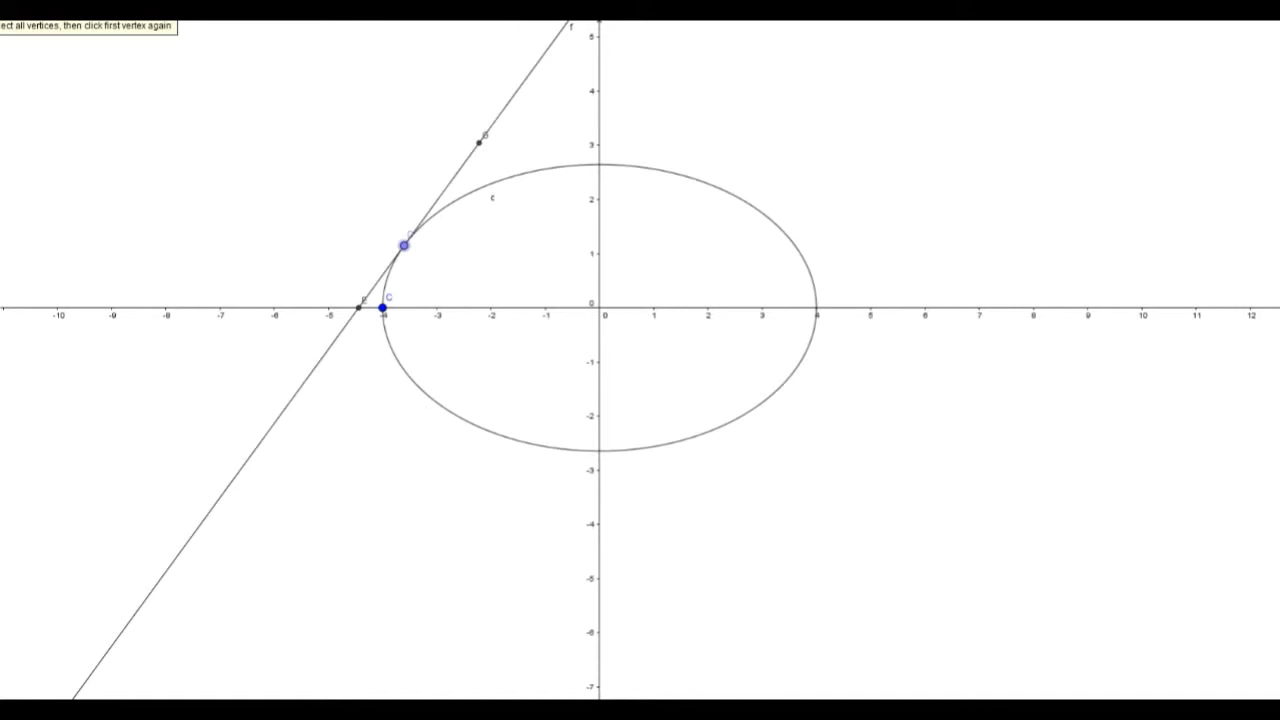 ect all vertices, then click first vertex again
f
5
4
3
2
1
0
c
E
C
-10 -9 -8 -7 -6 -5 -4 -3 -2 -1 0 1 2 3 4 5 6 7 8 9 10 11 12
-1
-2
-3
-4
-5
-6
-7